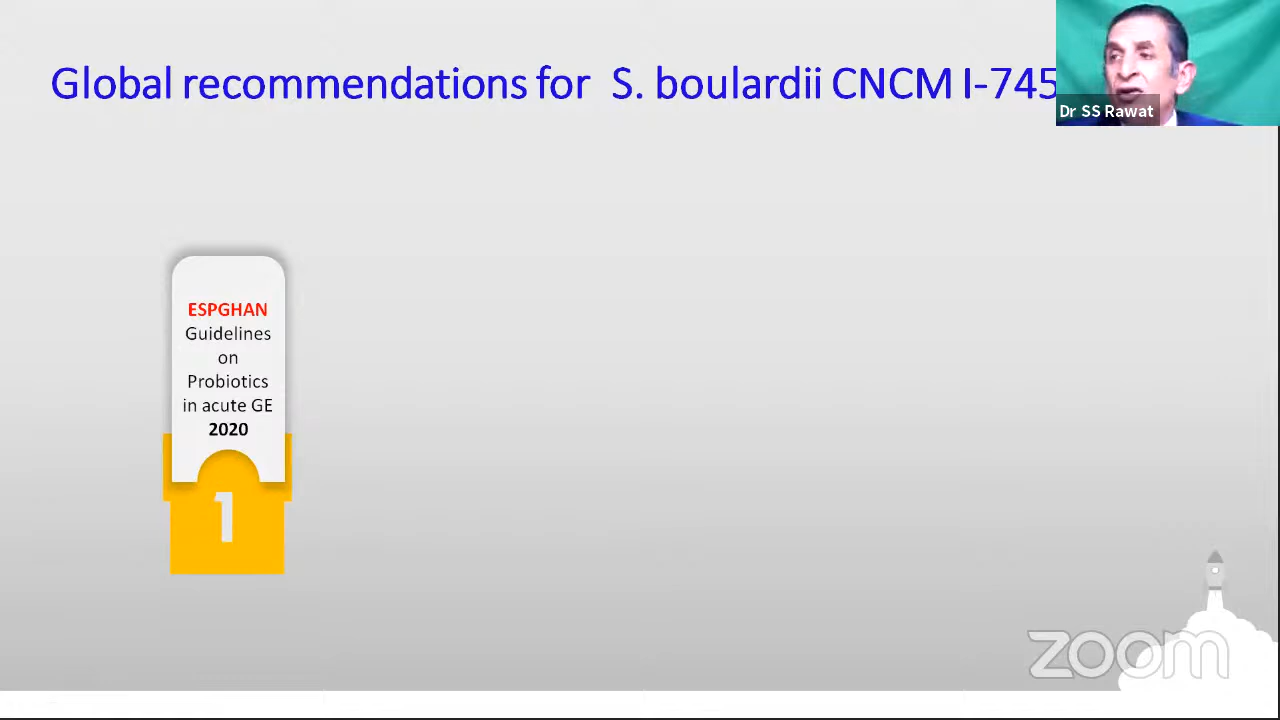 Global recommendations for S. boulardii CNCM I-745
Dr SS Rawat
ESPGHAN
Guidelines
on
Probiotics
in acute GE
2020
1
zoom